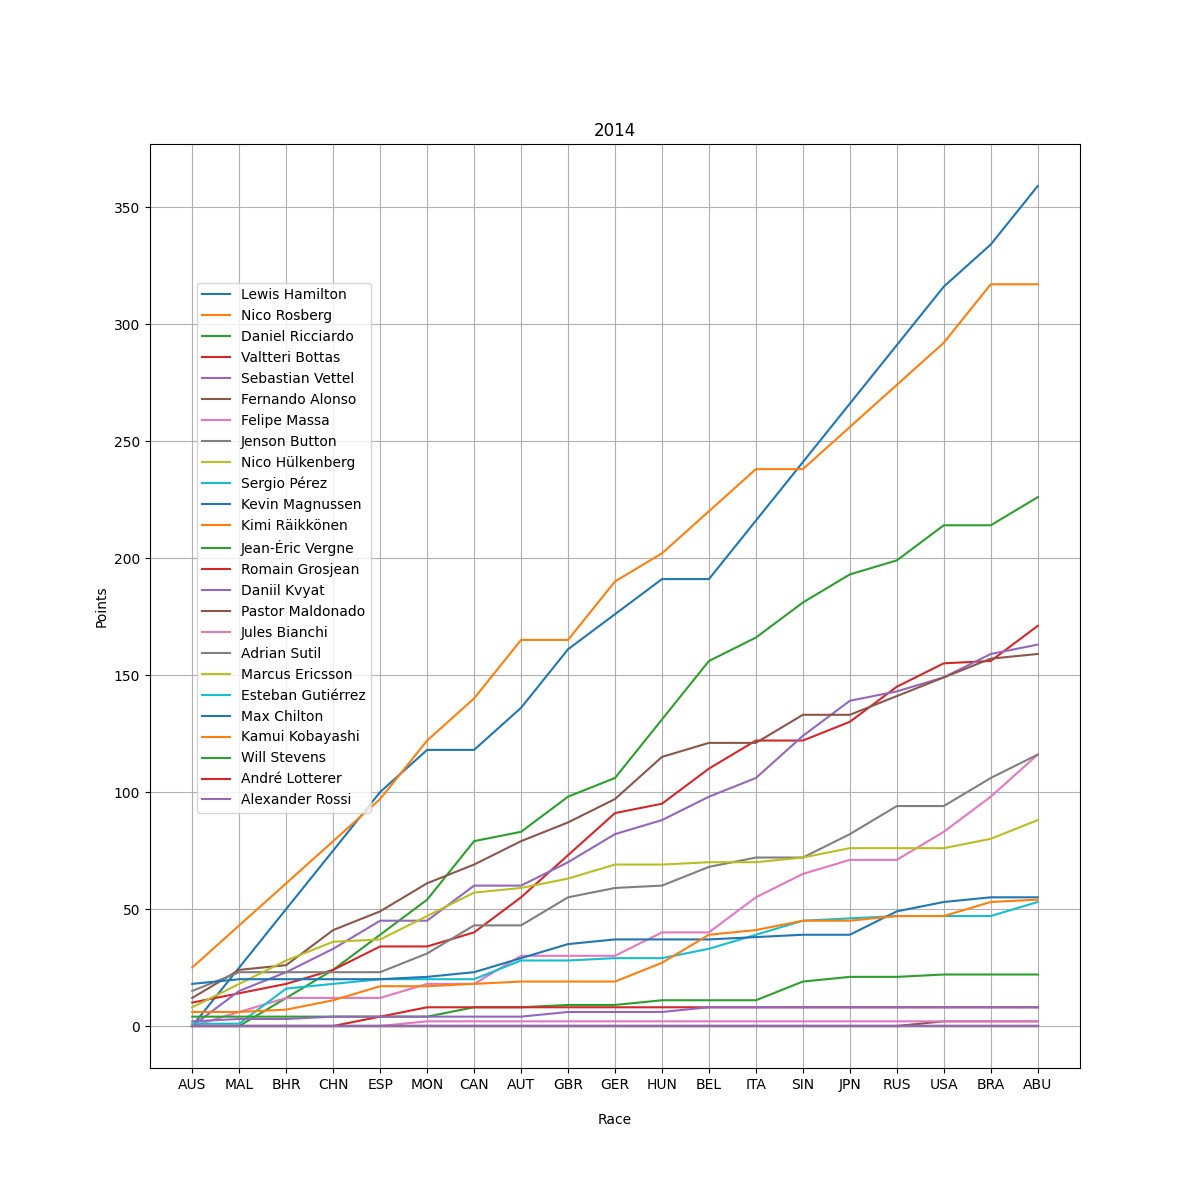 2014
350
300
250
200
150
100
50
0
Points
Lewis Hamilton
Nico Rosberg
Daniel Ricciardo
Valtteri Bottas
Sebastian Vettel
Fernando Alonso
Felipe Massa
Jenson Button
Nico Hülkenberg
Sergio Pérez
Kevin Magnussen
Kimi Räikkönen
Jean-Éric Vergne
Romain Grosjean
Daniil Kvyat
Pastor Maldonado
Jules Bianchi
Adrian Sutil
Marcus Ericsson
Esteban Gutiérrez
Max Chilton
Kamui Kobayashi
Will Stevens
André Lotterer
Alexander Rossi
AUS MAL BHR CHN ESP MON CAN AUT GBR GER HUN BEL ITA SIN JPN RUS USA BRA ABU
Race